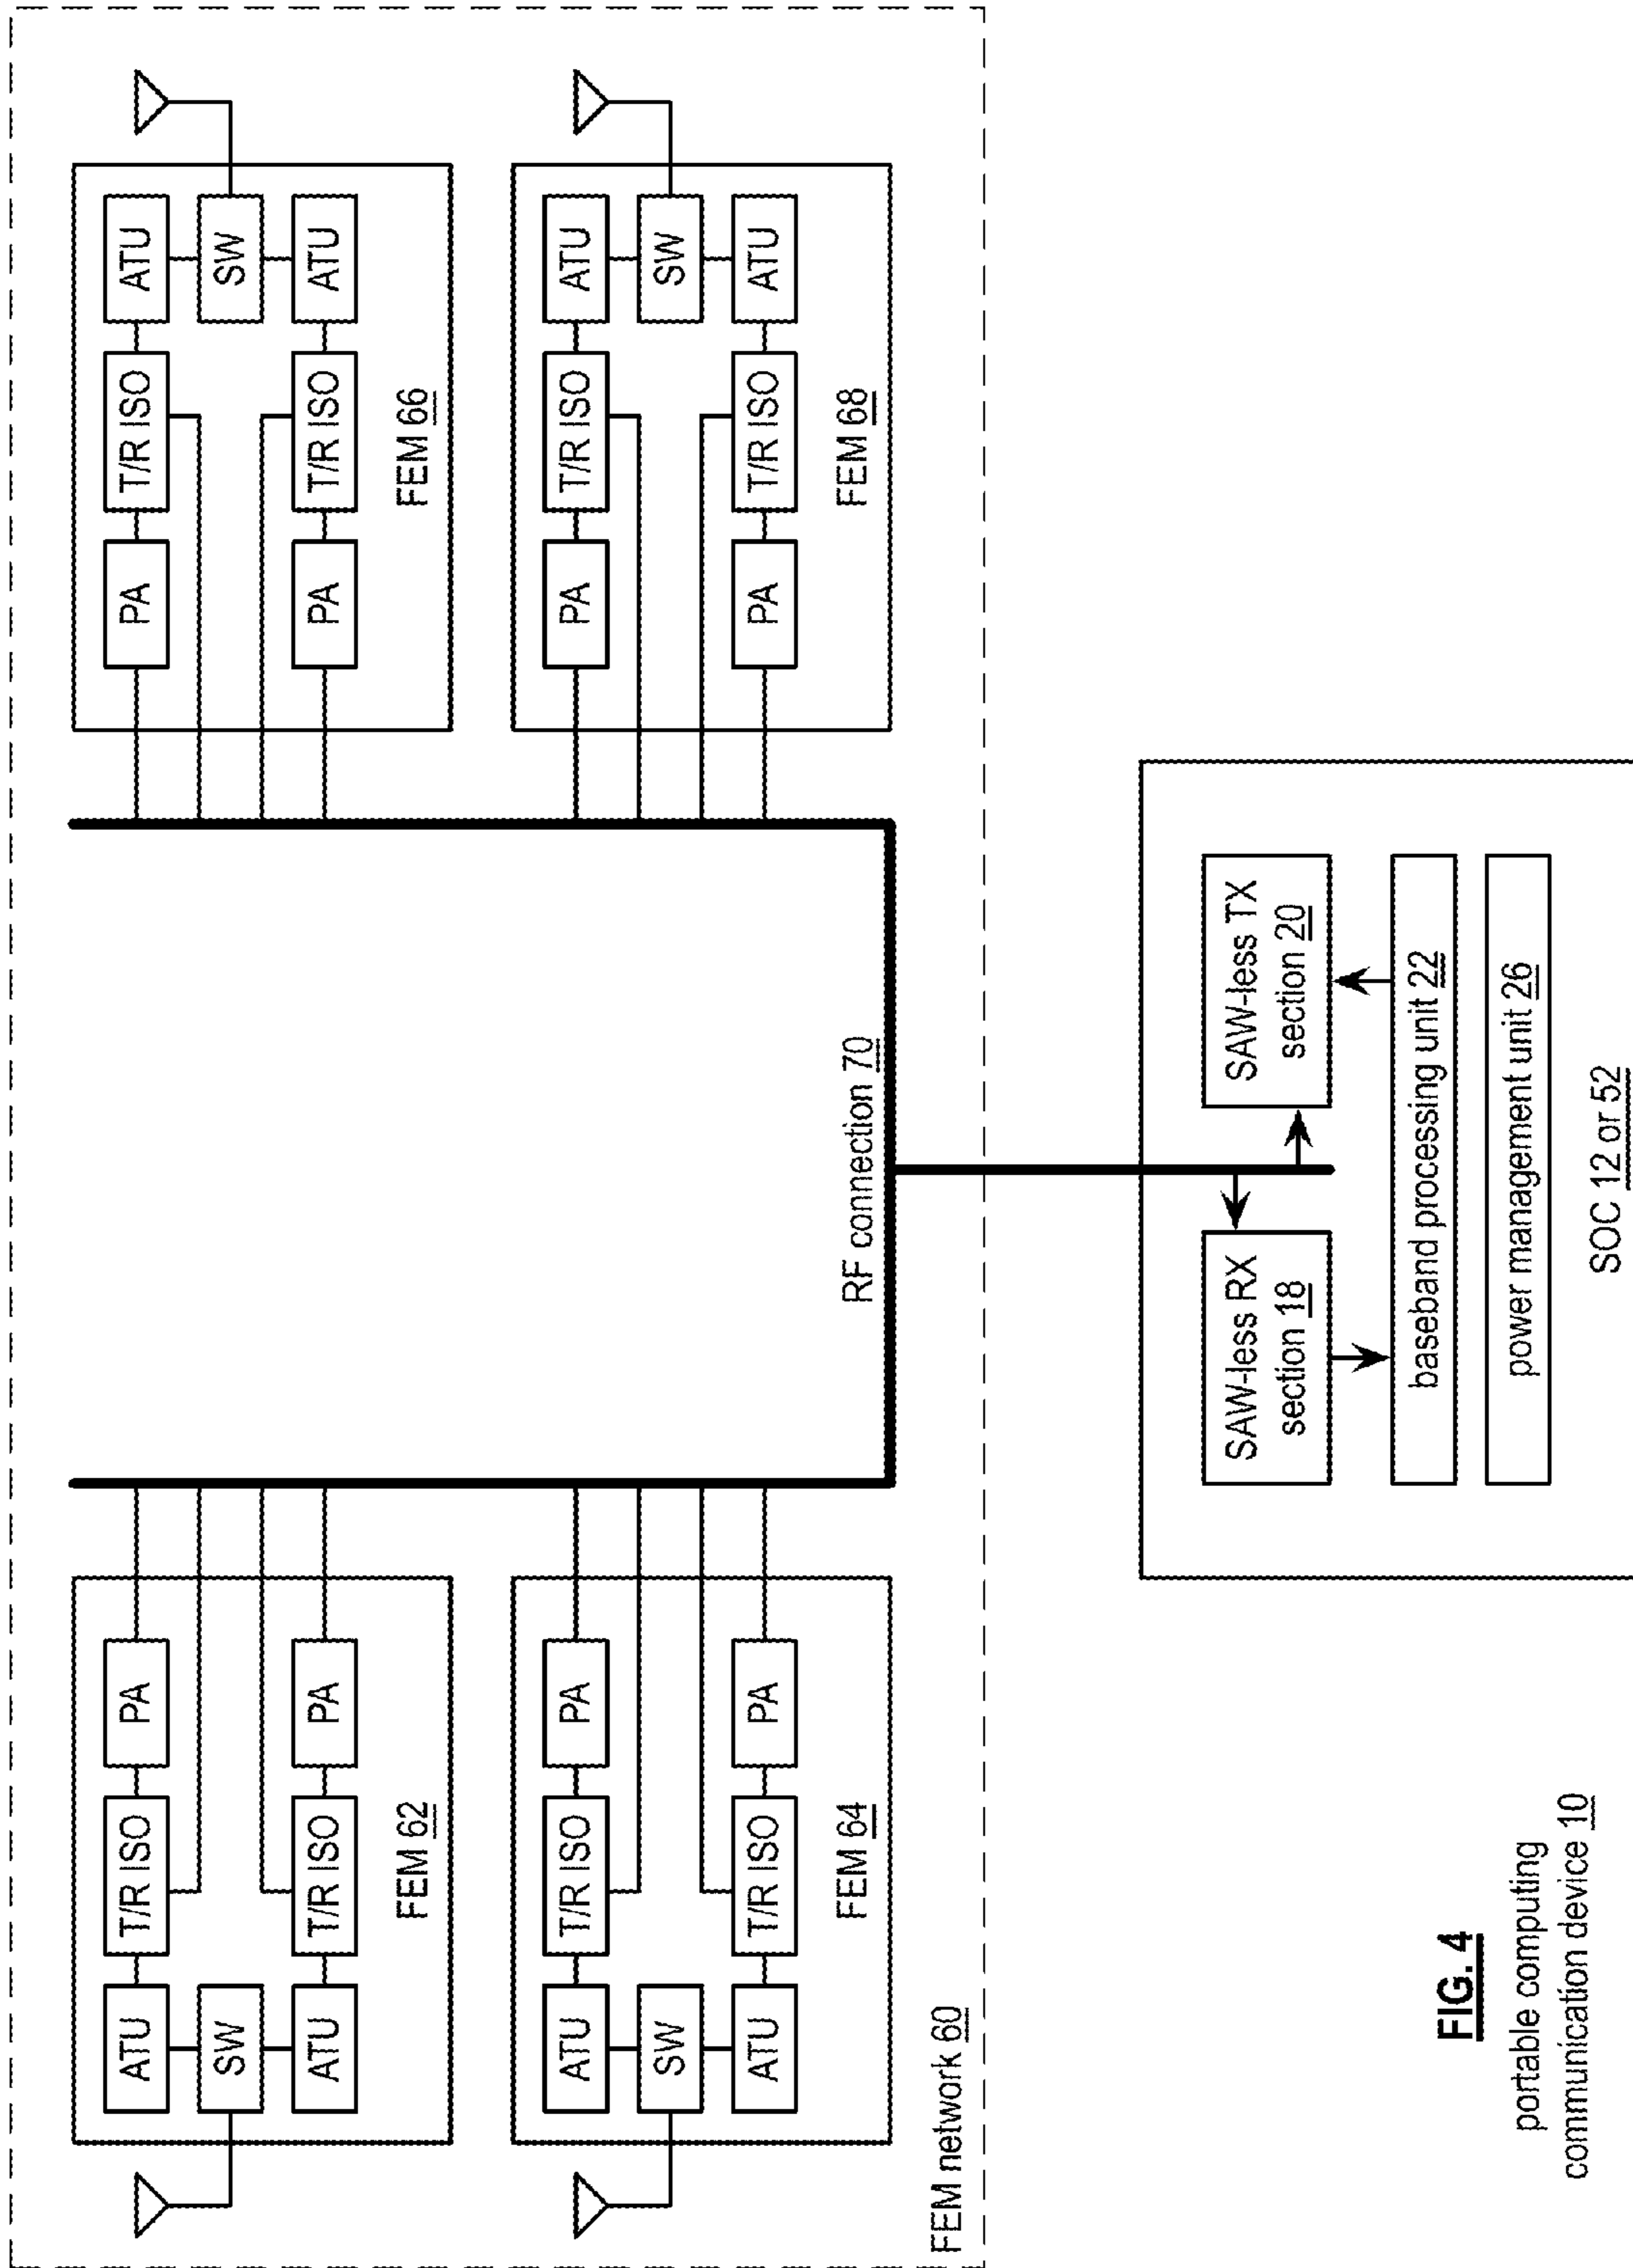 ATU
T/R ISO
PA
SW
ATU
T/R ISO
PA
FEM 62
PA
T/R ISO
ATU
SW
PA
T/R ISO
ATU
FEM 66
ATU
T/R ISO
PA
SW
ATU
T/R ISO
PA
FEM 64
RF connection 70
PA
T/R ISO
ATU
SW
PA
T/R ISO
ATU
FEM 68
FEM network 60
SAW-less RX
section 18
SAW-less TX
section 20
baseband processing unit 22
power management unit 26
SOC 12 or 52
FIG. 4
portable computing
communication device 10